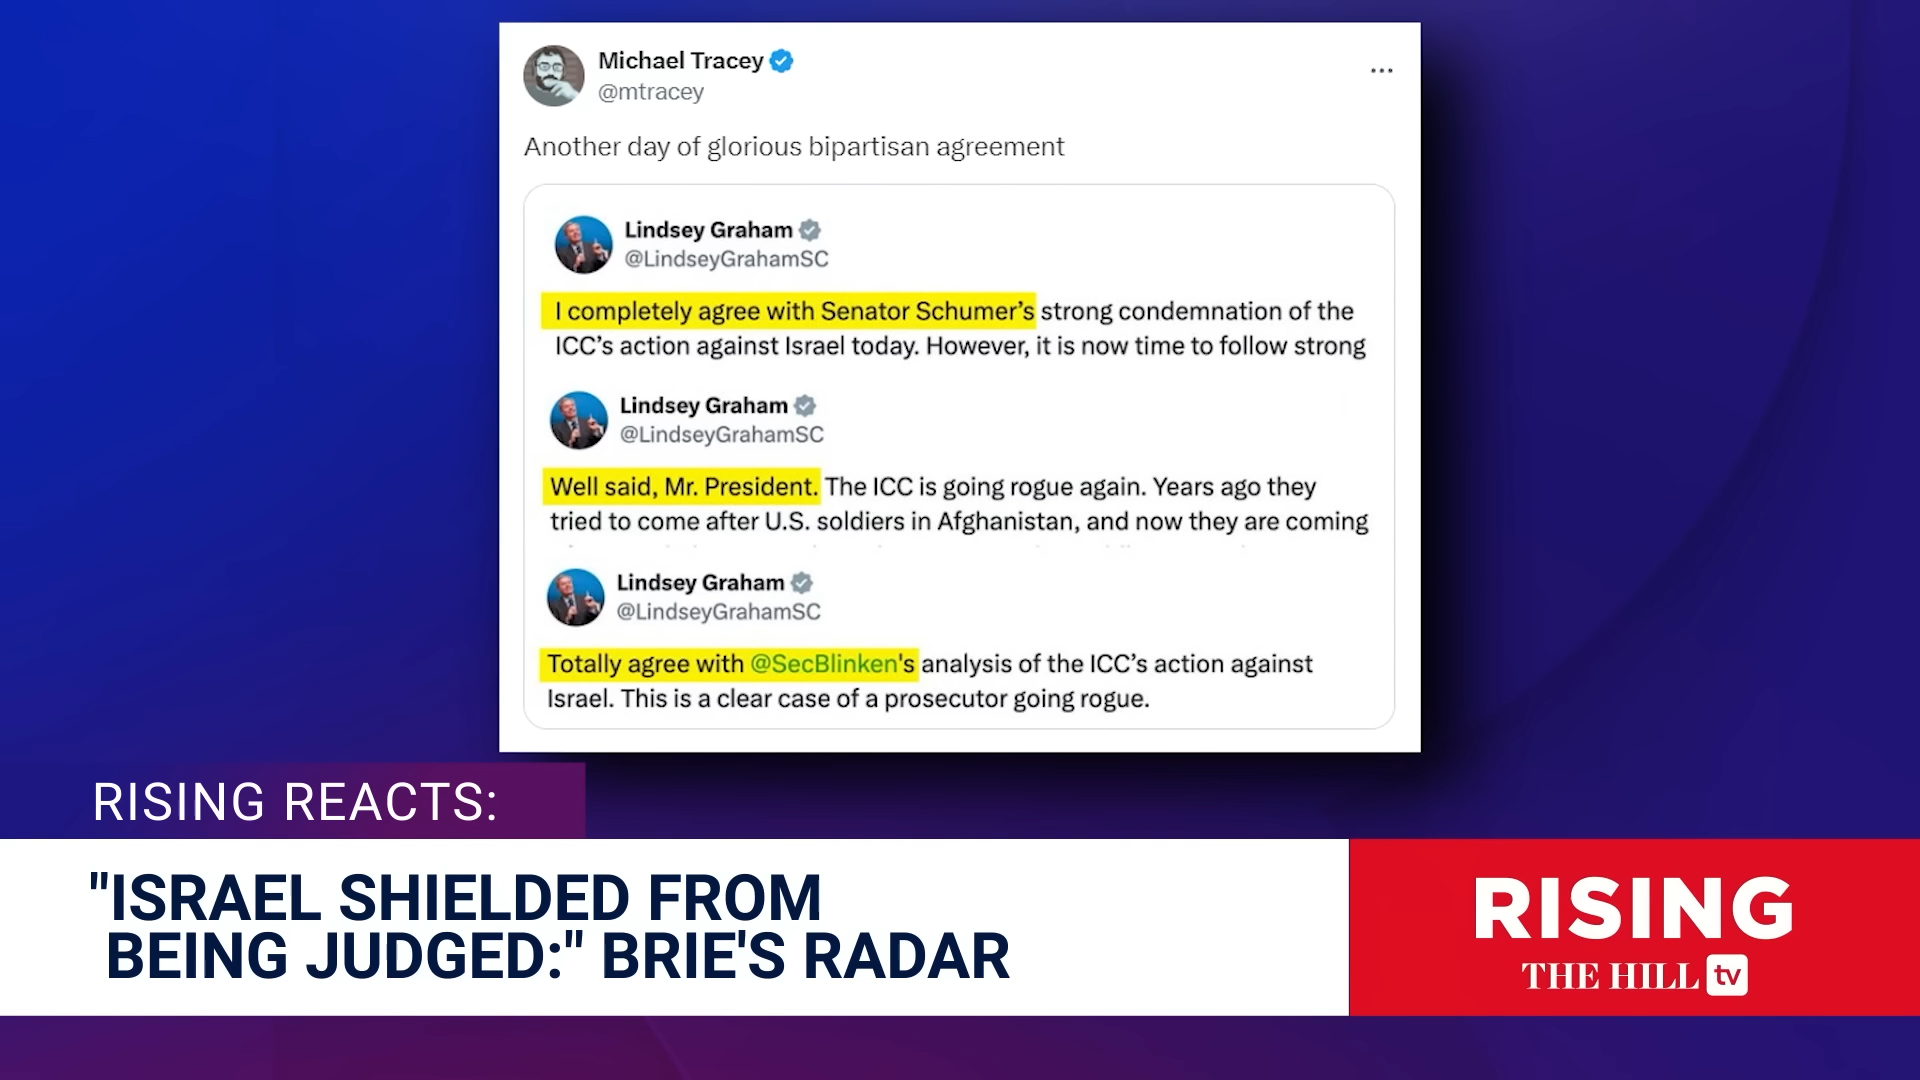 Michael Tracey
@mtracey
Another day of glorious bipartisan agreement
Lindsey Graham
@LindseyGrahamSC
I completely agree with Senator Schumer’s strong condemnation of the
ICC’s action against Israel today. However, it is now time to follow strong
Lindsey Graham
@LindseyGrahamSC
Well said, Mr. President. The ICC is going rogue again. Years ago they
tried to come after U.S. soldiers in Afghanistan, and now they are coming
Lindsey Graham
@LindseyGrahamSC
Totally agree with @SecBlinken's analysis of the ICC’s action against
Israel. This is a clear case of a prosecutor going rogue.
RISING REACTS:
"ISRAEL SHIELDED FROM
BEING JUDGED:" BRIE'S RADAR
RISING
THE HILL tv